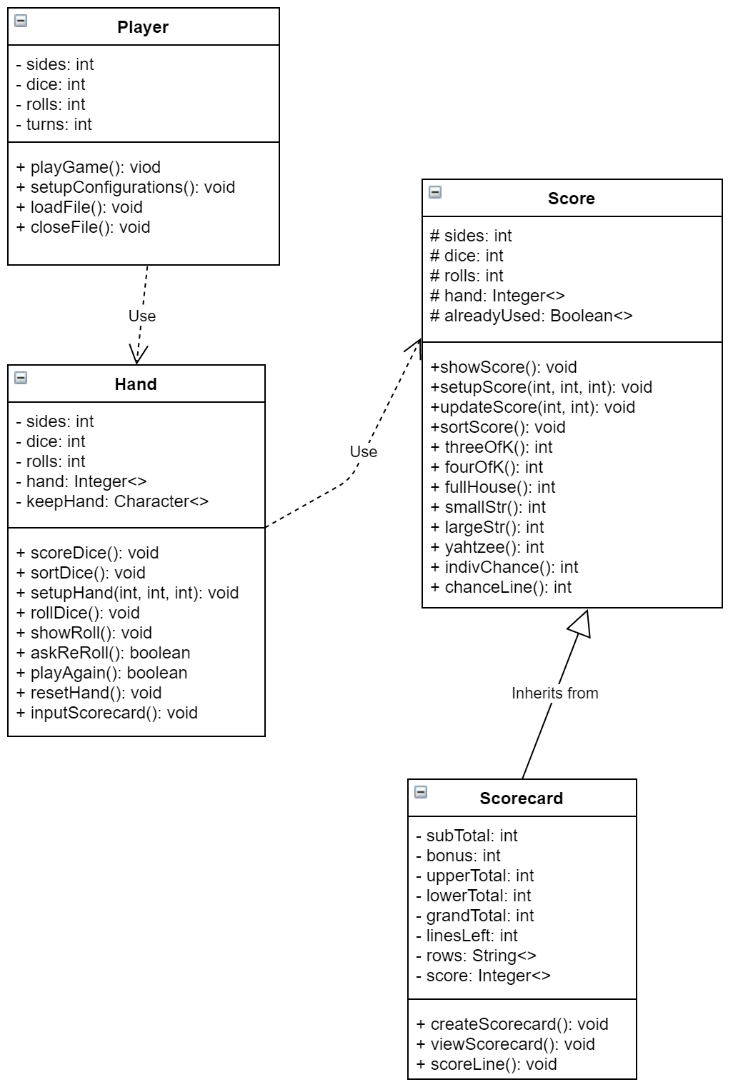 Player
- sides: int
- dice: int
- rolls: int
- turns: int
+ playGame(): viod
+ setupConfigurations(): void
+ loadFile(): void
+ closeFile(): void
Use
Hand
- sides: int
- dice: int
- rolls: int
- hand: Integer<>
- keepHand: Character<>
+ scoreDice(): void
+ sortDice(): void
+ setupHand(int, int, int): void
+ rollDice(): void
+ showRoll(): void
+ askReRoll(): boolean
+ playAgain(): boolean
+ resetHand(): void
+ inputScorecard(): void
Use
Score
# sides: int
# dice: int
# rolls: int
# hand: Integer<>
# alreadyUsed: Boolean<>
+showScore(): void
+setupScore(int, int, int): void
+updateScore(int, int): void
+sortScore(): void
+ threeOfK(): int
+ fourOfK(): int
+ fullHouse(): int
+ smallStr(): int
+ largeStr(): int
+ yahtzee(): int
+ indivChance(): int
+ chanceLine(): int
Inherits from
Scorecard
- subTotal: int
- bonus: int
- upperTotal: int
- lowerTotal: int
- grandTotal: int
- linesLeft: int
- rows: String<>
- score: Integer<>
+ createScorecard(): void
+ viewScorecard(): void
+ scoreLine(): void